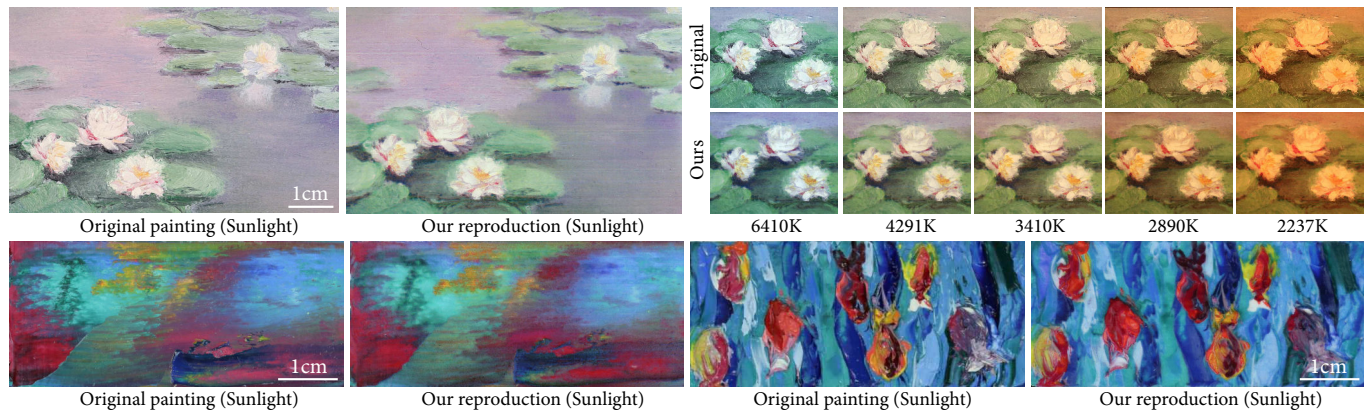 Original
1cm
Ours
Original painting (Sunlight)
Our reproduction (Sunlight)
6410K
4291K
3410K
2890K
2237K
1cm
1cm
Original painting (Sunlight)
Our reproduction (Sunlight)
Original painting (Sunlight)
Our reproduction (Sunlight)